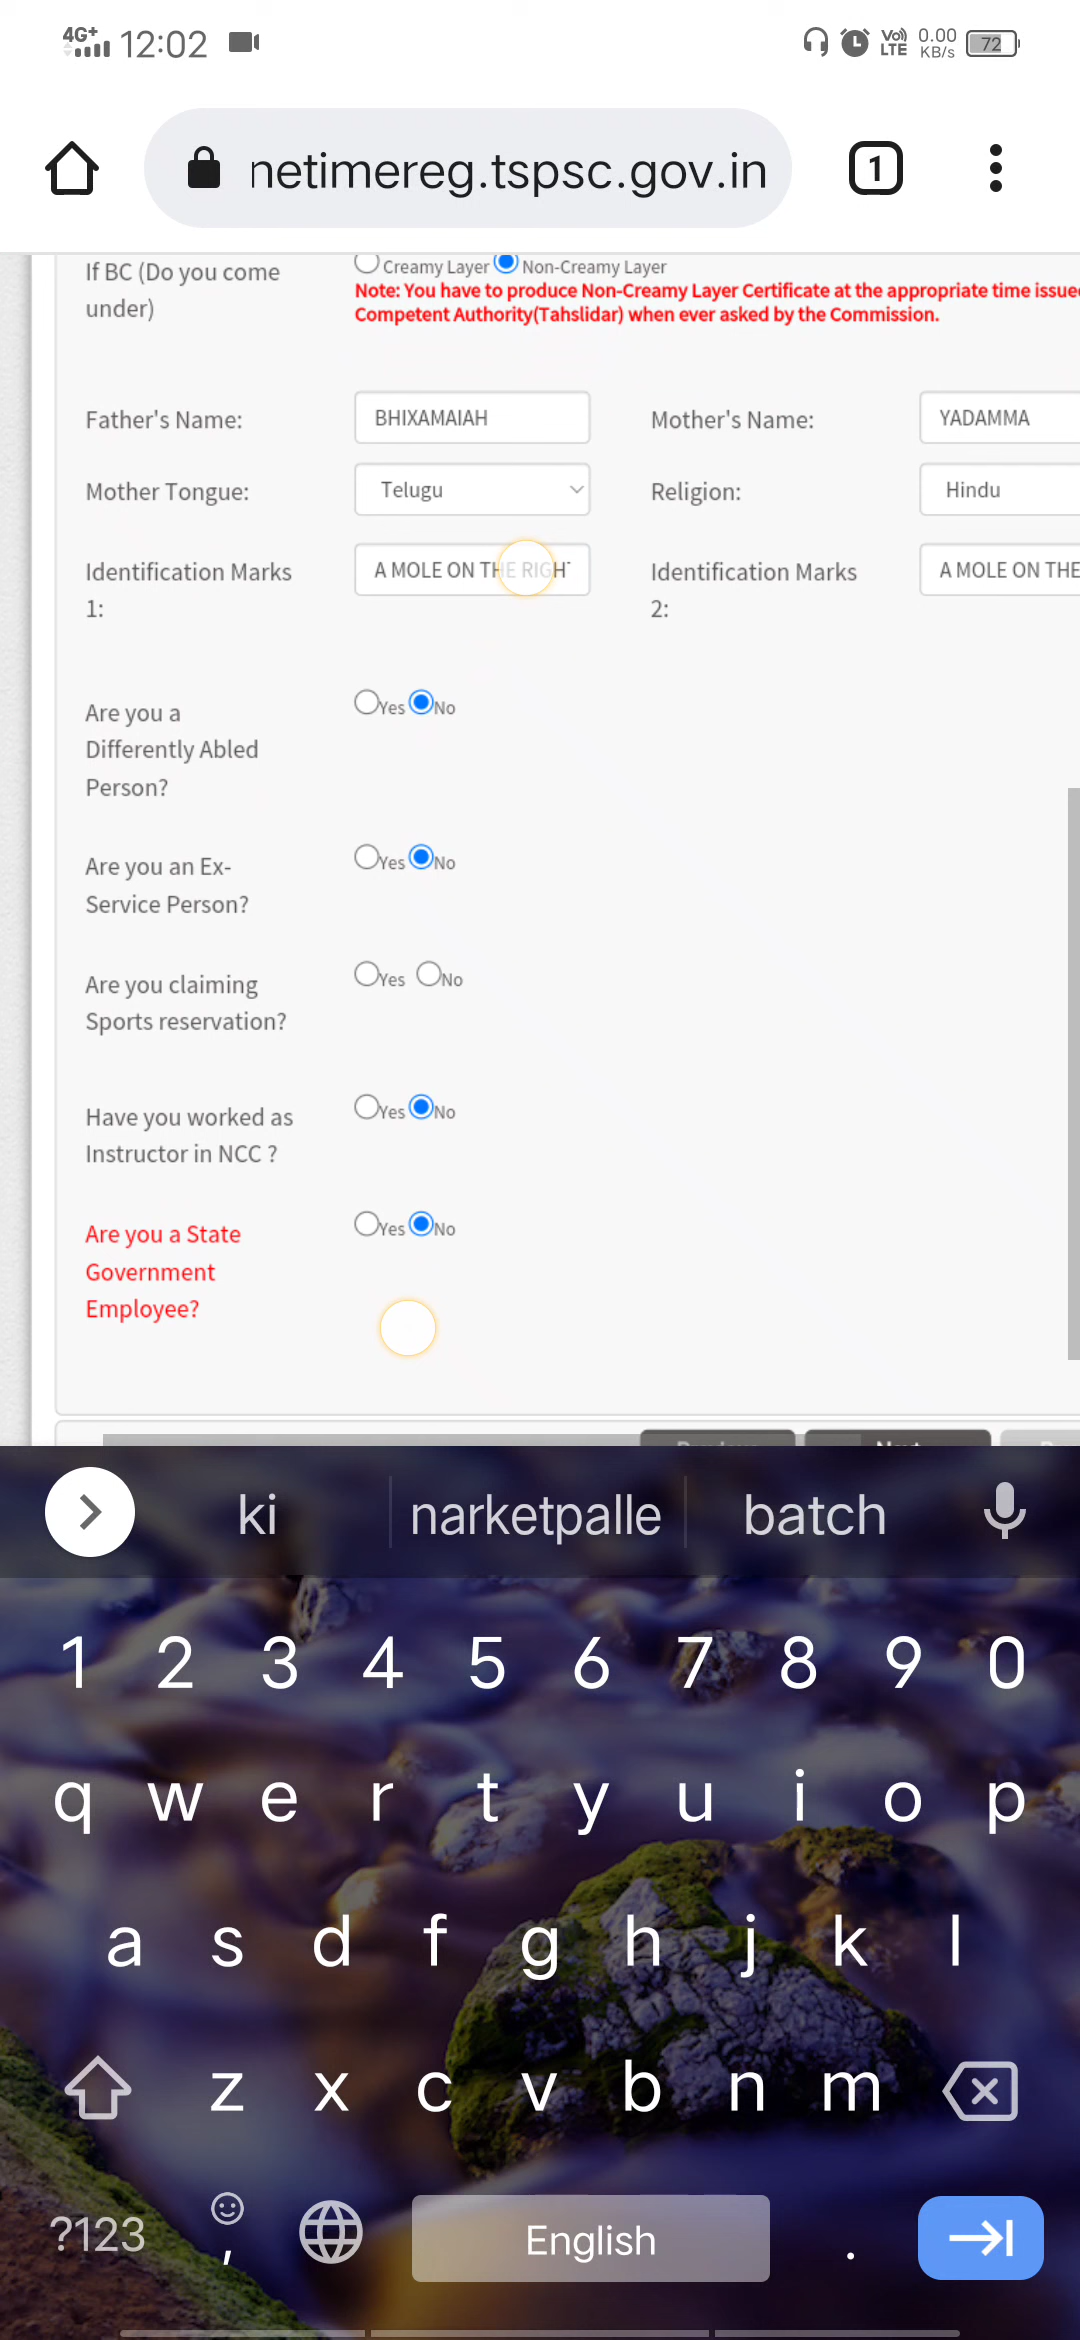 4G+ 12:02 Vo) LTE 0.00 KB/s 72
netimereg.tspsc.gov.in 1
If BC (Do you come under) Creamy Layer Non-Creamy Layer
Note: You have to produce Non-Creamy Layer Certificate at the appropriate time issue
Competent Authority(Tahslidar) when ever asked by the Commission.
Father's Name: BHIXAMAIAH Mother's Name: YADAMMA
Mother Tongue: Telugu Religion: Hindu
Identification Marks 1: A MOLE ON THE RIGHT Identification Marks 2: A MOLE ON THE
Are you a Differently Abled Person? Yes No
Are you an Ex-Service Person? Yes No
Are you claiming Sports reservation? Yes No
Have you worked as Instructor in NCC ? Yes No
Are you a State Government Employee? Yes No
ki narketpalle batch
1 2 3 4 5 6 7 8 9 0
q w e r t y u i o p
a s d f g h j k l
z x c v b n m
?123 , English .